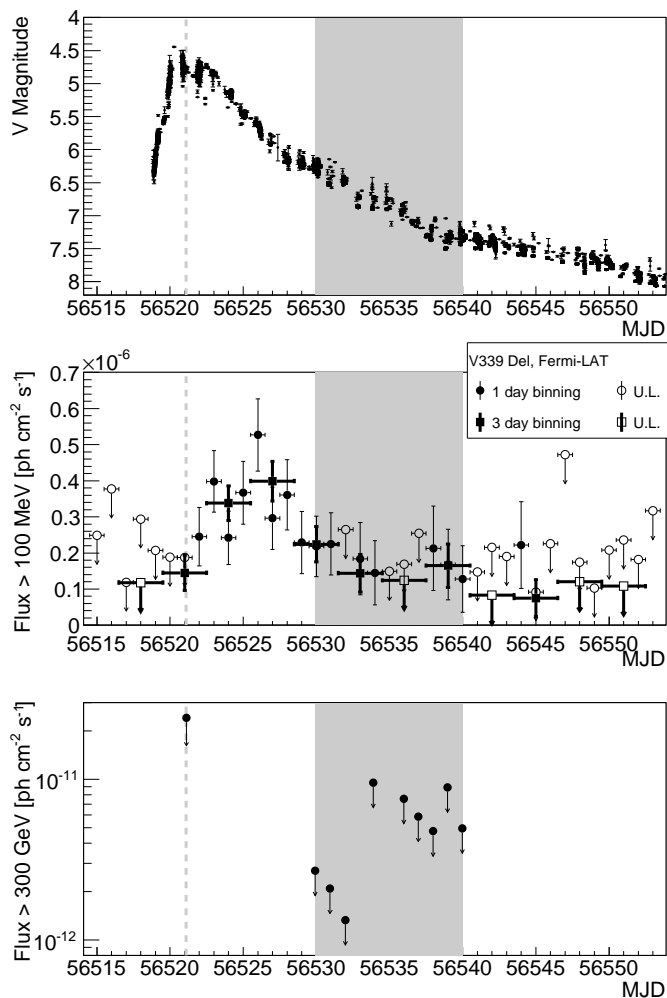 V Magnitude
4
4.5
5
5.5
6
6.5
7
7.5
8
56515 56520 56525 56530 56535 56540 56545 56550
MJD
×10⁻⁶
Flux > 100 MeV [ph cm⁻² s⁻¹]
0.7
0.6
0.5
0.4
0.3
0.2
0.1
0
V339 Del, Fermi-LAT
1 day binning U.L.
3 day binning U.L.
56515 56520 56525 56530 56535 56540 56545 56550
MJD
Flux > 300 GeV [ph cm⁻² s⁻¹]
10⁻¹¹
10⁻¹²
56515 56520 56525 56530 56535 56540 56545 56550
MJD